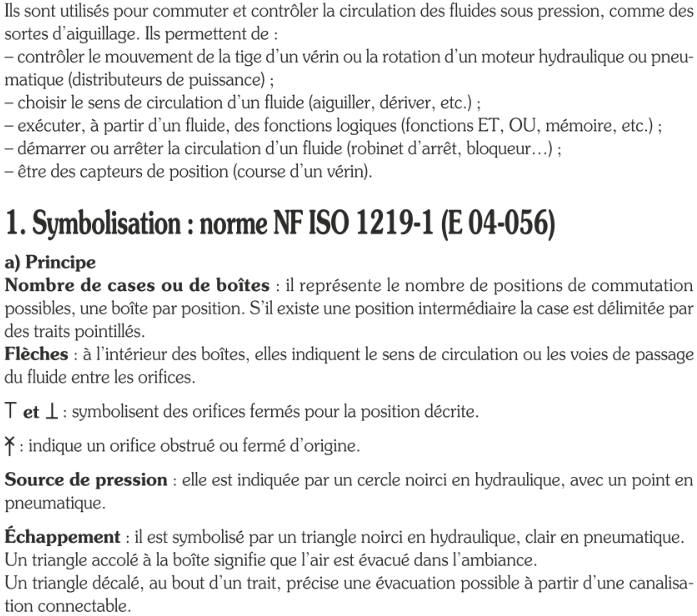 Ils sont utilisés pour commuter et contrôler la circulation des fluides sous pression, comme des
sortes d'aiguillage. Ils permettent de :
– contrôler le mouvement de la tige d'un vérin ou la rotation d'un moteur hydraulique ou pneu-
matique (distributeurs de puissance) ;
– choisir le sens de circulation d'un fluide (aiguiller, dériver, etc.) ;
– exécuter, à partir d'un fluide, des fonctions logiques (fonctions ET, OU, mémoire, etc.) ;
– démarrer ou arrêter la circulation d'un fluide (robinet d'arrêt, bloqueur…) ;
– être des capteurs de position (course d'un vérin).
1. Symbolisation : norme NF ISO 1219-1 (E 04-056)
a) Principe
Nombre de cases ou de boîtes : il représente le nombre de positions de commutation
possibles, une boîte par position. S'il existe une position intermédiaire la case est délimitée par
des traits pointillés.
Flèches : à l'intérieur des boîtes, elles indiquent le sens de circulation ou les voies de passage
du fluide entre les orifices.
⊤ et ⊥ : symbolisent des orifices fermés pour la position décrite.
: indique un orifice obstrué ou fermé d'origine.
Source de pression : elle est indiquée par un cercle noirci en hydraulique, avec un point en
pneumatique.
Échappement : il est symbolisé par un triangle noirci en hydraulique, clair en pneumatique.
Un triangle accolé à la boîte signifie que l'air est évacué dans l'ambiance.
Un triangle décalé, au bout d'un trait, précise une évacuation possible à partir d'une canalisa-
tion connectable.